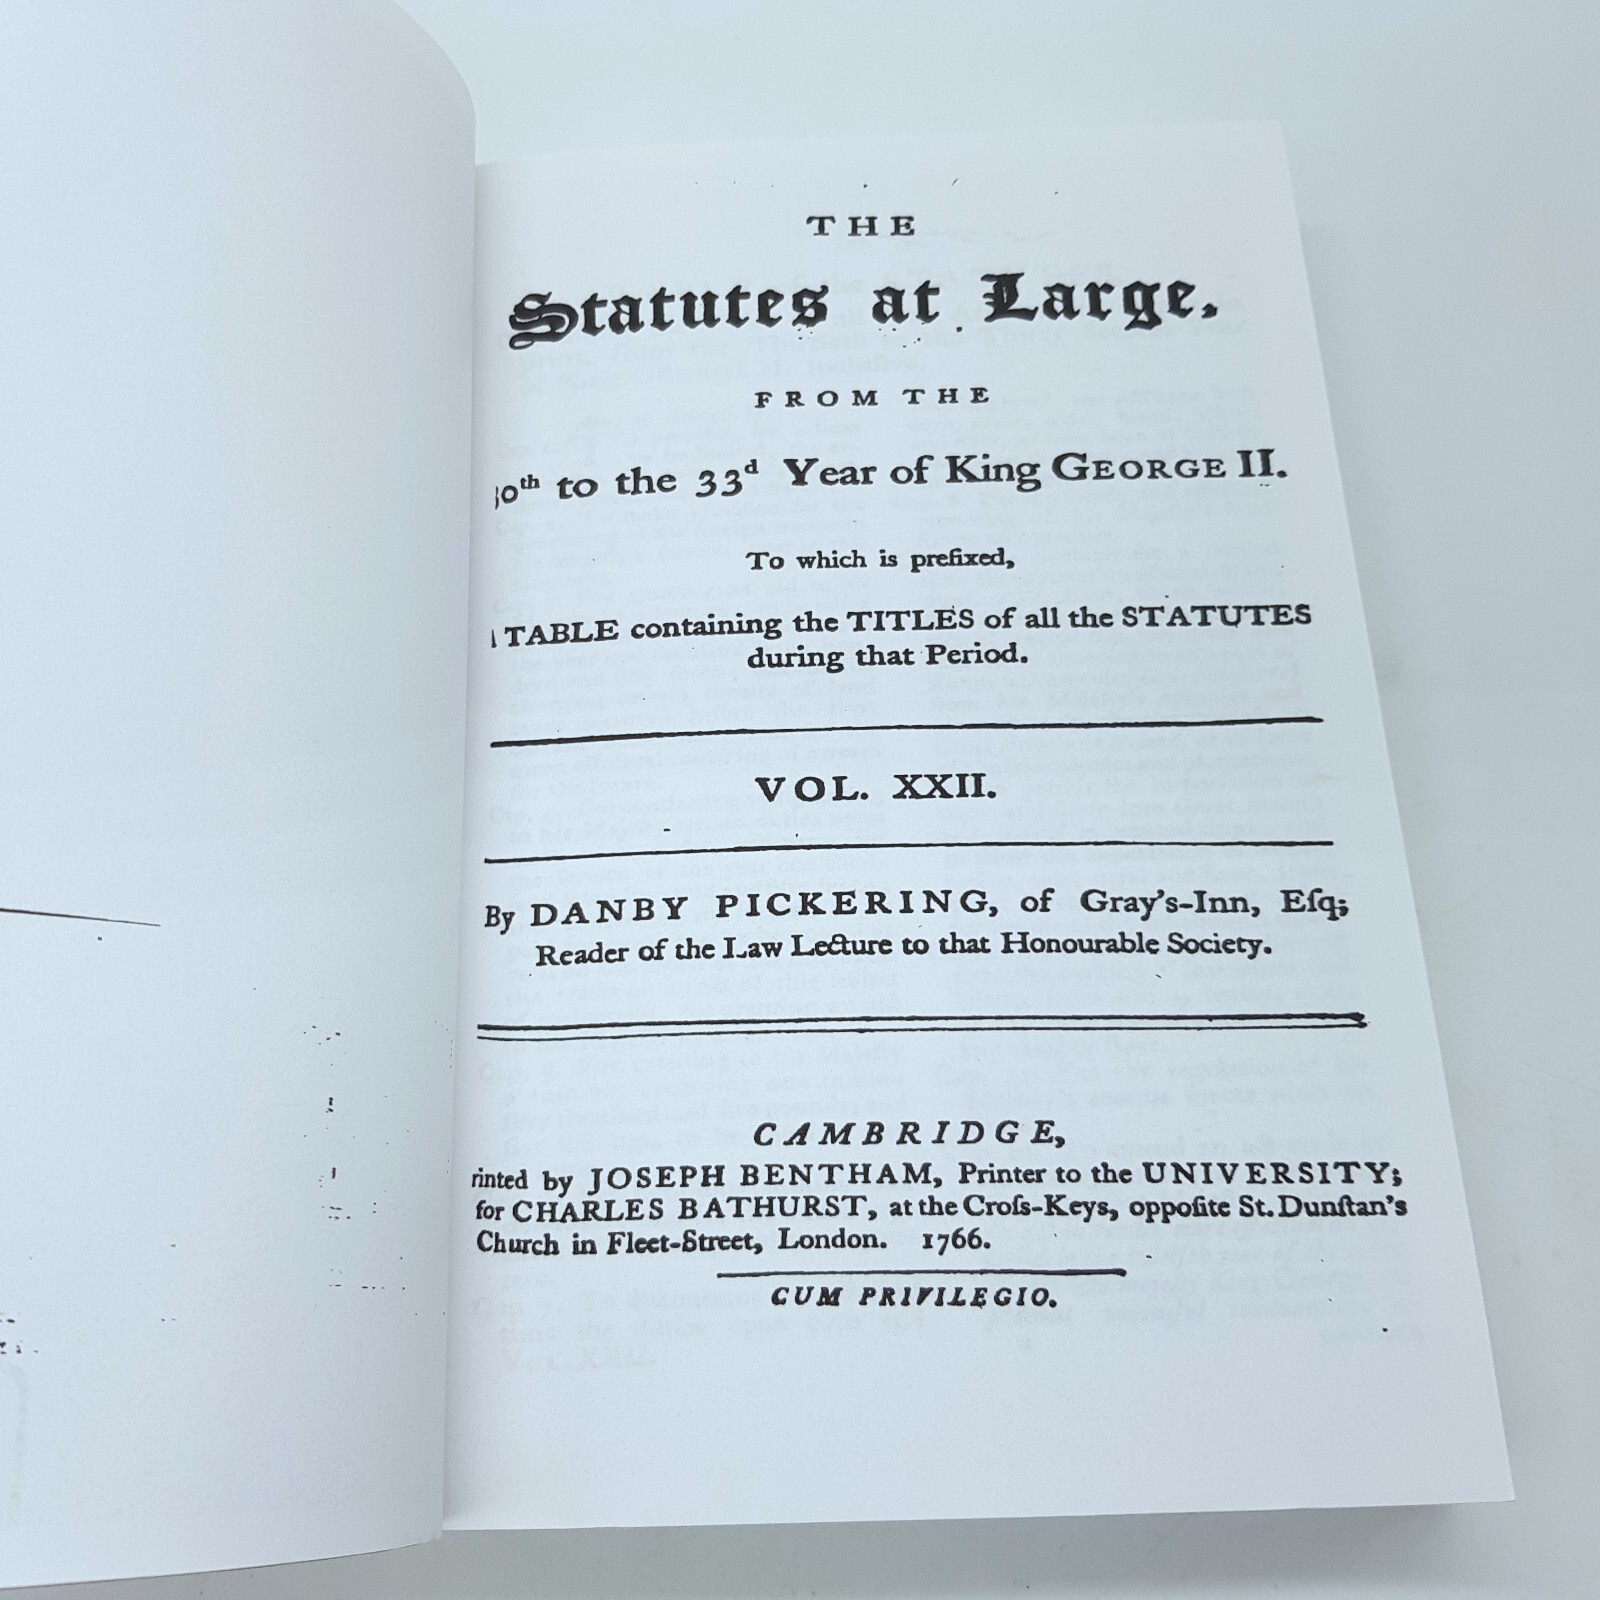 THE
Statutes at Large,
FROM THE
30th to the 33d Year of King GEORGE II.
To which is prefixed,
A TABLE containing the TITLES of all the STATUTES
during that Period.
VOL. XXII.
By DANBY PICKERING, of Gray's-Inn, Eſq;
Reader of the Law Lecture to that Honourable Society.
CAMBRIDGE,
rinted by JOSEPH BENTHAM, Printer to the UNIVERSITY;
for CHARLES BATHURST, at the Croſs-Keys, oppoſite St. Dunſtan's
Church in Fleet-Street, London. 1766.
CUM PRIVILEGIO.